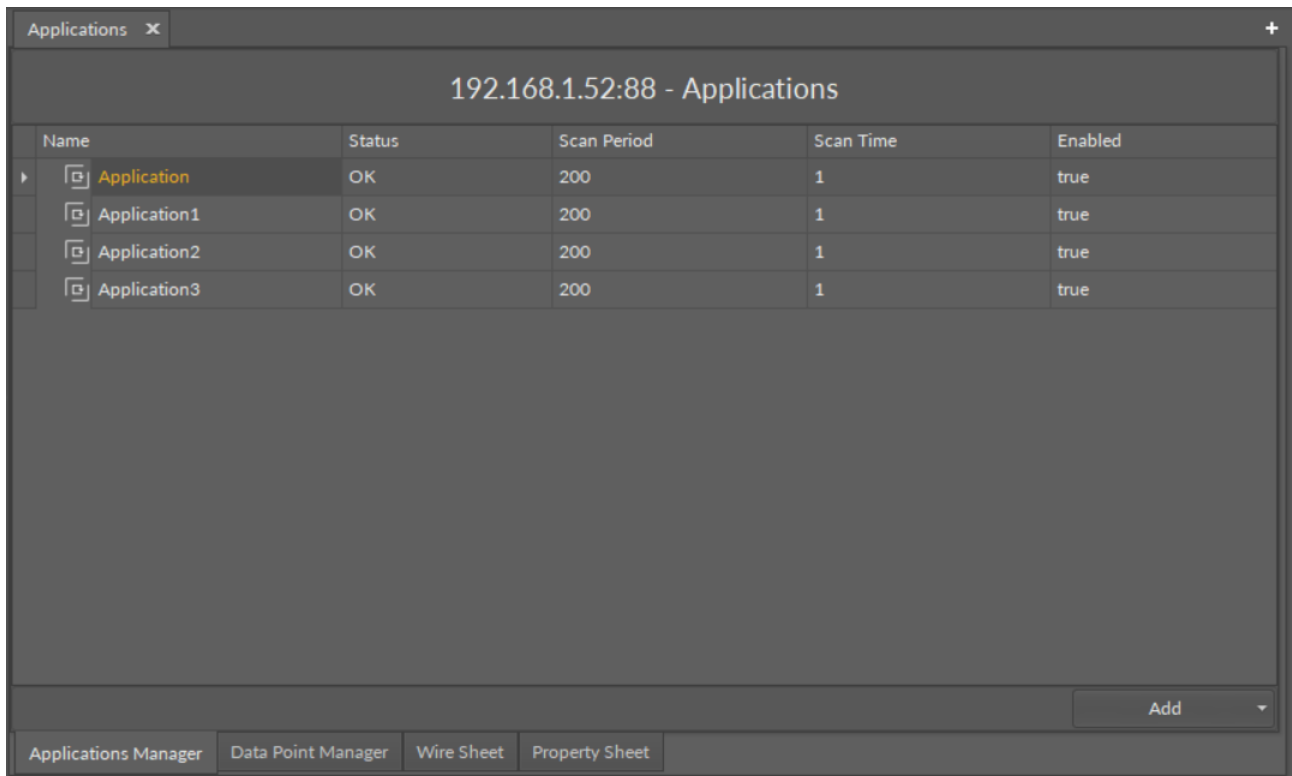 Applications
192.168.1.52:88 - Applications
Name Status Scan Period Scan Time Enabled
Application OK 200 1 true
Application1 OK 200 1 true
Application2 OK 200 1 true
Application3 OK 200 1 true
Add
Applications Manager Data Point Manager Wire Sheet Property Sheet